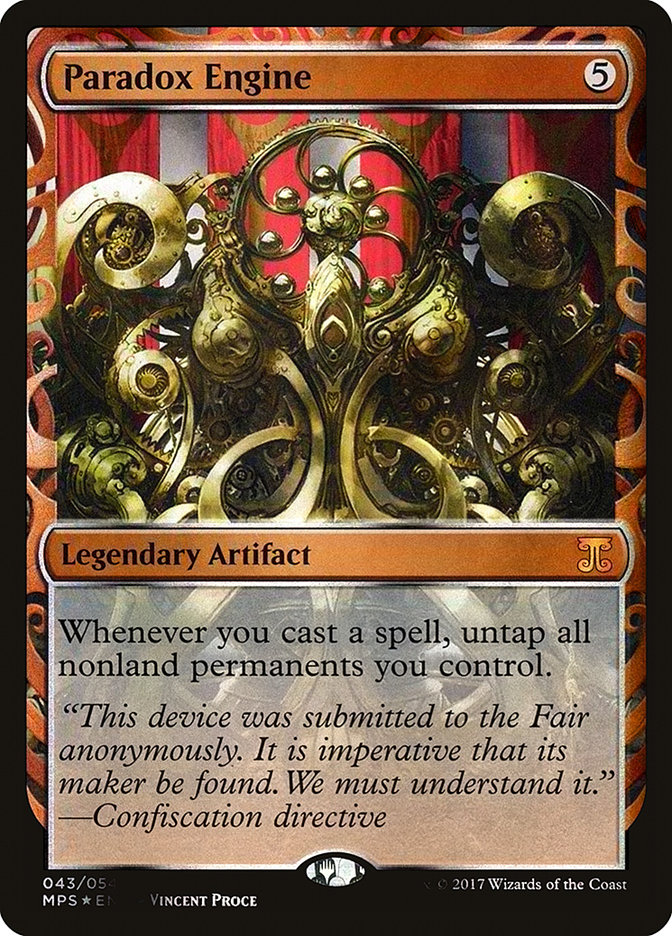 Paradox Engine
5
Legendary Artifact
Whenever you cast a spell, untap all
nonland permanents you control.
“This device was submitted to the Fair
anonymously. It is imperative that its
maker be found. We must understand it.”
—Confiscation directive
043/054
MPS★EN VINCENT PROCE
© 2017 Wizards of the Coast